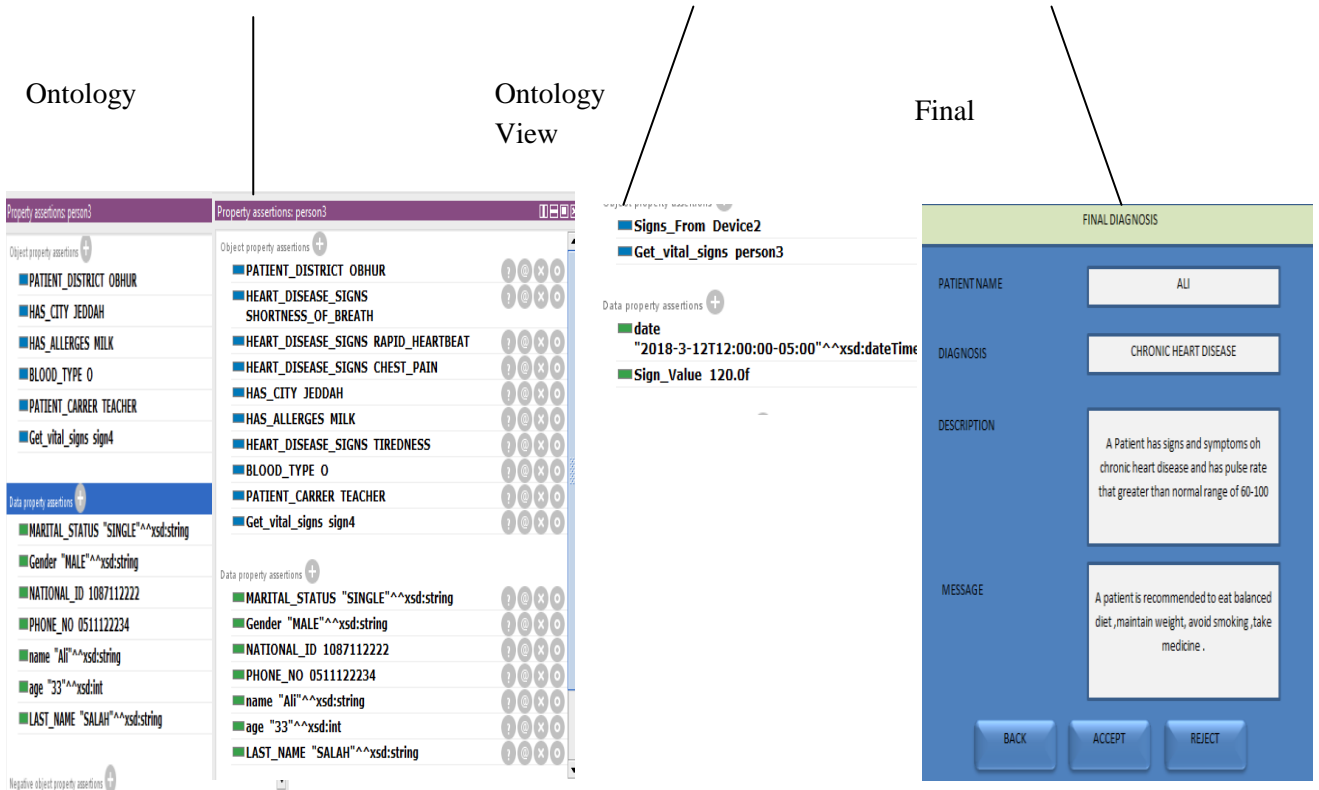 Ontology
Ontology
View
Final
Property assertions: person3
Object property assertions
PATIENT_DISTRICT OBHUR
HAS_CITY JEDDAH
HAS_ALLERGES MILK
BLOOD_TYPE O
PATIENT_CARRER TEACHER
Get_vital_signs sign4
Data property assertions
MARITAL_STATUS "SINGLE"^^xsd:string
Gender "MALE"^^xsd:string
NATIONAL_ID 1087112222
PHONE_NO 0511122234
name "Ali"^^xsd:string
age "33"^^xsd:int
LAST_NAME "SALAH"^^xsd:string
Negative object property assertions
Property assertions: person3
Object property assertions
PATIENT_DISTRICT OBHUR
HEART_DISEASE_SIGNS
SHORTNESS_OF_BREATH
HEART_DISEASE_SIGNS RAPID_HEARTBEAT
HEART_DISEASE_SIGNS CHEST_PAIN
HAS_CITY JEDDAH
HAS_ALLERGES MILK
HEART_DISEASE_SIGNS TIREDNESS
BLOOD_TYPE O
PATIENT_CARRER TEACHER
Get_vital_signs sign4
Data property assertions
MARITAL_STATUS "SINGLE"^^xsd:string
Gender "MALE"^^xsd:string
NATIONAL_ID 1087112222
PHONE_NO 0511122234
name "Ali"^^xsd:string
age "33"^^xsd:int
LAST_NAME "SALAH"^^xsd:string
Object property assertions
Signs_From Device2
Get_vital_signs person3
Data property assertions
date
"2018-3-12T12:00:00-05:00"^^xsd:dateTime
Sign_Value 120.0f
FINAL DIAGNOSIS
PATIENT NAME
ALI
DIAGNOSIS
CHRONIC HEART DISEASE
DESCRIPTION
A Patient has signs and symptoms oh
chronic heart disease and has pulse rate
that greater than normal range of 60-100
MESSAGE
A patient is recommended to eat balanced
diet ,maintain weight, avoid smoking ,take
medicine .
BACK
ACCEPT
REJECT